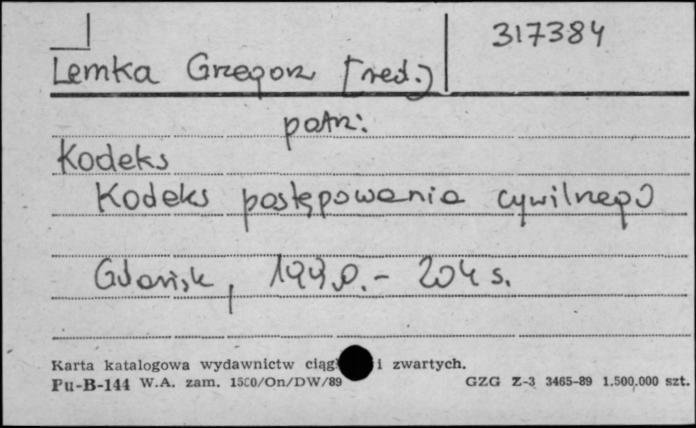 317384
Lemka Grzegorz (red.)
patrz:
Kodeks
Kodeks postępowania cywilnego
Gdańsk, 1990. - 204 s.
Karta katalogowa wydawnictw i zwartych.
Pu-B-144 W.A. zam. 1500/On/DW/89 GZG Z-3 3465-89 1.500.000 szt.